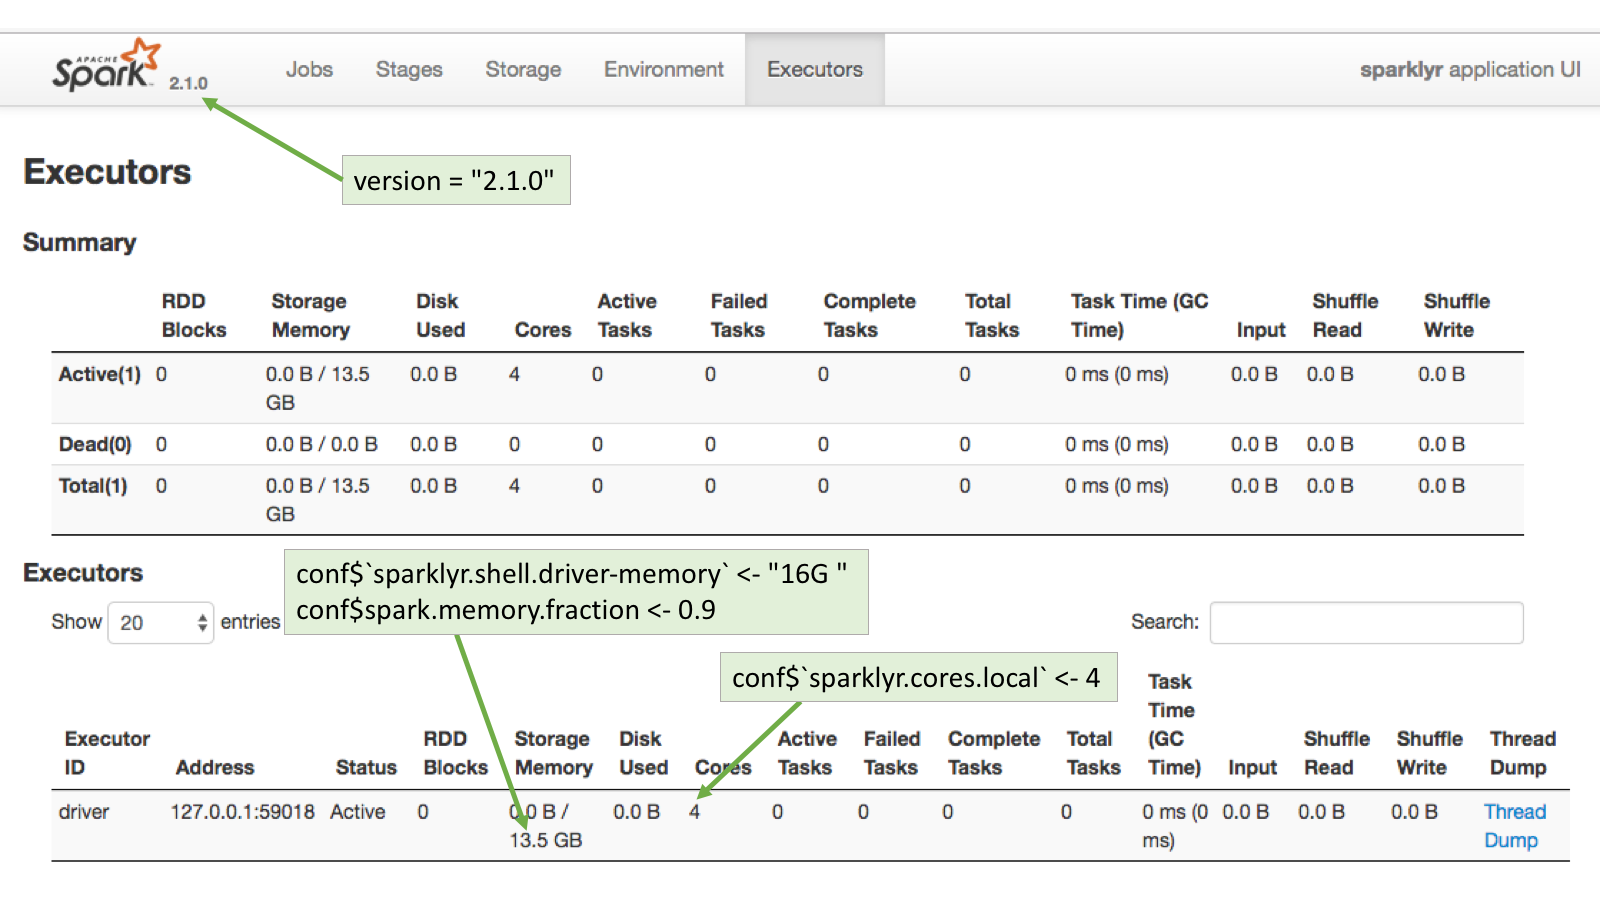 APACHE
Spark 2.1.0 Jobs Stages Storage Environment Executors sparklyr application UI
version = "2.1.0"
Executors
Summary
RDD Blocks Storage Memory Disk Used Cores Active Tasks Failed Tasks Complete Tasks Total Tasks Task Time (GC Time) Input Shuffle Read Shuffle Write
Active(1) 0 0.0 B / 13.5 GB 0.0 B 4 0 0 0 0 0 ms (0 ms) 0.0 B 0.0 B 0.0 B
Dead(0) 0 0.0 B / 0.0 B 0.0 B 0 0 0 0 0 0 ms (0 ms) 0.0 B 0.0 B 0.0 B
Total(1) 0 0.0 B / 13.5 GB 0.0 B 4 0 0 0 0 0 ms (0 ms) 0.0 B 0.0 B 0.0 B
Executors
conf$`sparklyr.shell.driver-memory` <- "16G "
conf$spark.memory.fraction <- 0.9
Show 20 entries Search:
conf$`sparklyr.cores.local` <- 4
Executor ID Address Status RDD Blocks Storage Memory Disk Used Cores Active Tasks Failed Tasks Complete Tasks Total Tasks Task Time (GC Time) Input Shuffle Read Shuffle Write Thread Dump
driver 127.0.0.1:59018 Active 0 0.0 B / 13.5 GB 0.0 B 4 0 0 0 0 0 ms (0 ms) 0.0 B 0.0 B 0.0 B Thread Dump